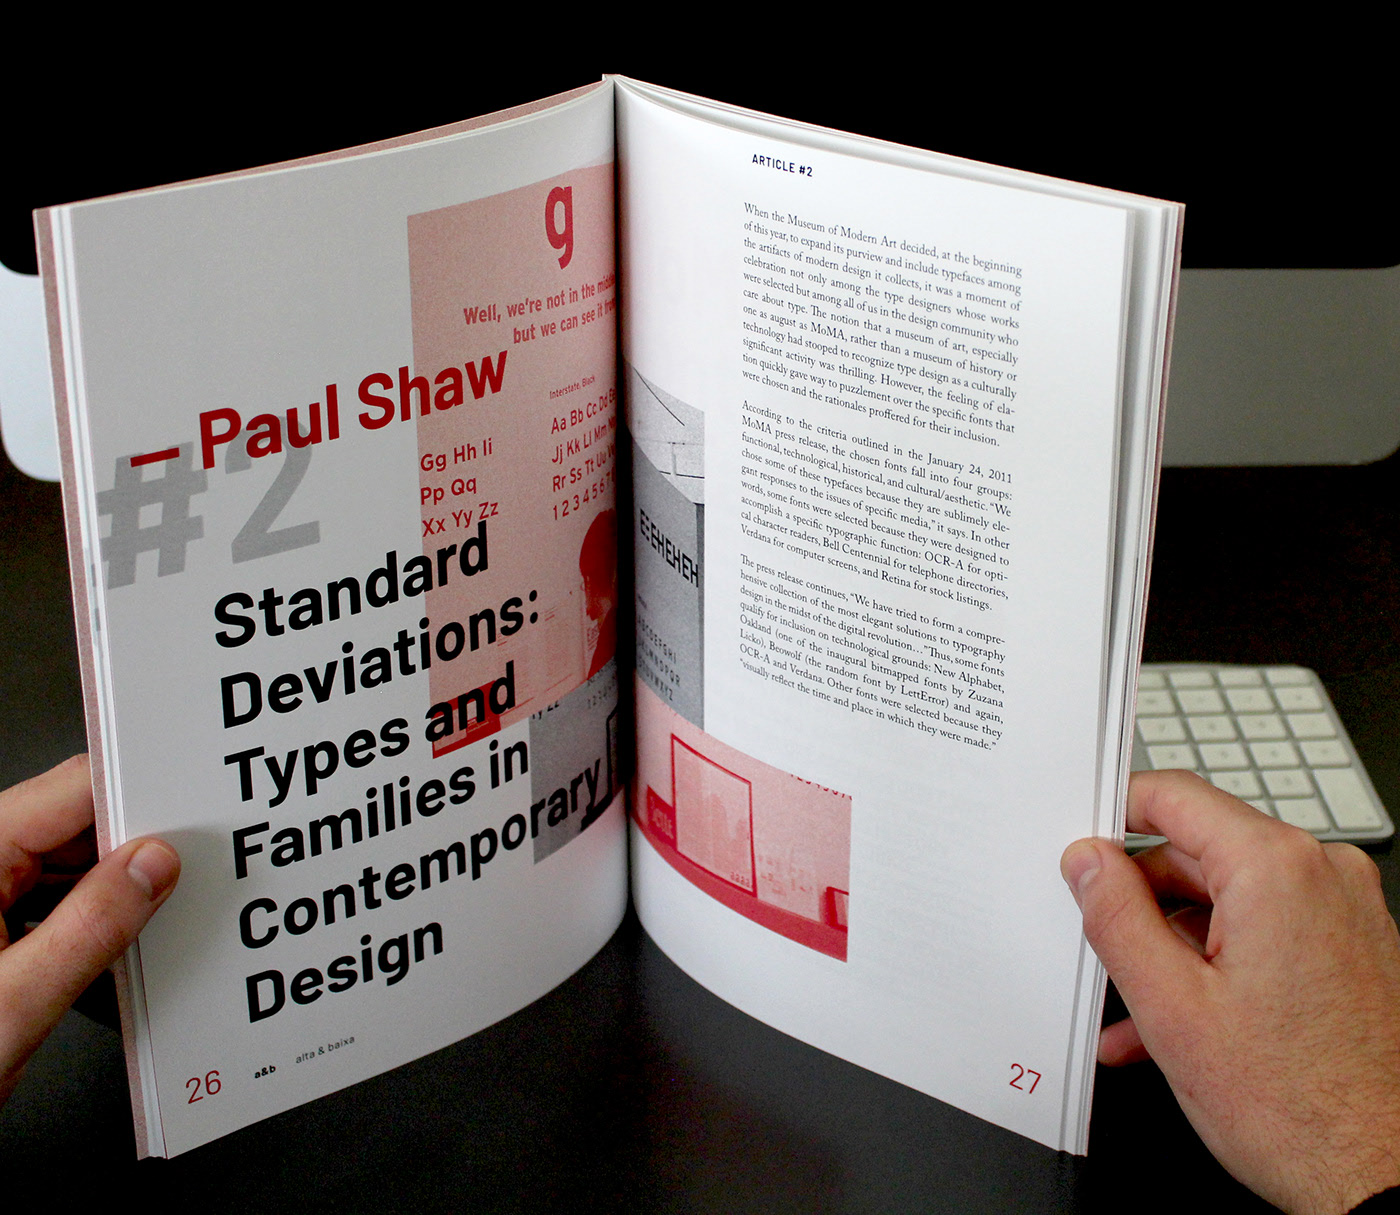 g
Well, we're not in the middle
but we can see it from
— Paul Shaw
#2
Interstate, Black
Aa Bb Cc Dd Ee
Gg Hh Ii
Jj Kk Ll Mm
Pp Qq
Rr Ss Tt Uu
Xx Yy Zz
1 2 3 4 5 6 7
Standard
Deviations:
Types and
Families in
Contemporary
Design
26
a&b
alta & baixa
ARTICLE #2
When the Museum of Modern Art decided, at the beginning
of this year, to expand its purview and include typefaces among
the artifacts of modern design it collects, it was a moment of
celebration not only among the type designers whose works
were selected but among all of us in the design community who
care about type. The notion that a museum of art, especially
one as august as MoMA, rather than a museum of history or
technology had stooped to recognize type design as a culturally
significant activity was thrilling. However, the feeling of ela-
tion quickly gave way to puzzlement over the specific fonts that
were chosen and the rationales proffered for their inclusion.
According to the criteria outlined in the January 24, 2011
MoMA press release, the chosen fonts fall into four groups:
functional, technological, historical, and cultural/aesthetic. “We
chose some of these typefaces because they are sublimely ele-
gant responses to the issues of specific media,” it says. In other
words, some fonts were selected because they were designed to
accomplish a specific typographic function: OCR-A for opti-
cal character readers, Bell Centennial for telephone directories,
Verdana for computer screens, and Retina for stock listings.
The press release continues, “We have tried to form a compre-
hensive collection of the most elegant solutions to typography
design in the midst of the digital revolution…” Thus, some fonts
qualify for inclusion on technological grounds: New Alphabet,
Oakland (one of the inaugural bitmapped fonts by Zuzana
Licko), Beowolf (the random font by LettError) and again,
OCR-A and Verdana. Other fonts were selected because they
“visually reflect the time and place in which they were made.”
27